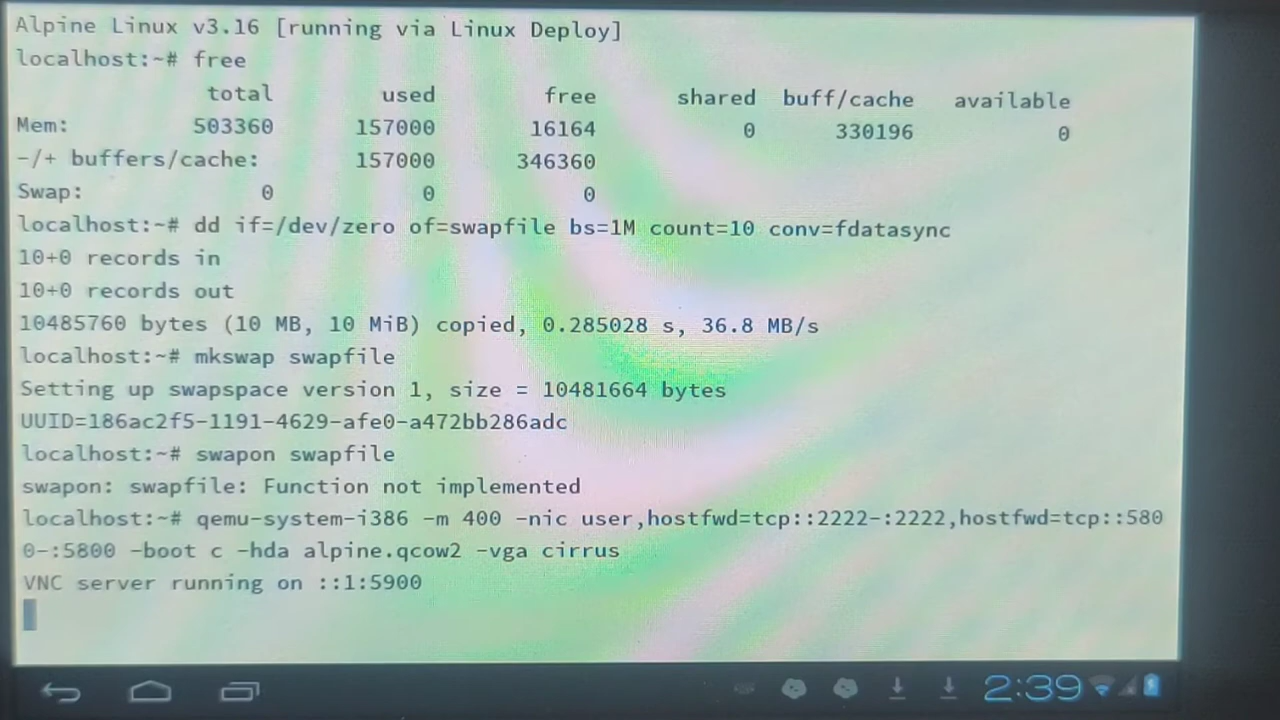 Alpine Linux v3.16 [running via Linux Deploy]
localhost:~# free
total used free shared buff/cache available
Mem: 503360 157000 16164 0 330196 0
-/+ buffers/cache: 157000 346360
Swap: 0 0 0
localhost:~# dd if=/dev/zero of=swapfile bs=1M count=10 conv=fdatasync
10+0 records in
10+0 records out
10485760 bytes (10 MB, 10 MiB) copied, 0.285028 s, 36.8 MB/s
localhost:~# mkswap swapfile
Setting up swapspace version 1, size = 10481664 bytes
UUID=186ac2f5-1191-4629-afe0-a472bb286adc
localhost:~# swapon swapfile
swapon: swapfile: Function not implemented
localhost:~# qemu-system-i386 -m 400 -nic user,hostfwd=tcp::2222-:2222,hostfwd=tcp::580
0-:5800 -boot c -hda alpine.qcow2 -vga cirrus
VNC server running on ::1:5900
2:39